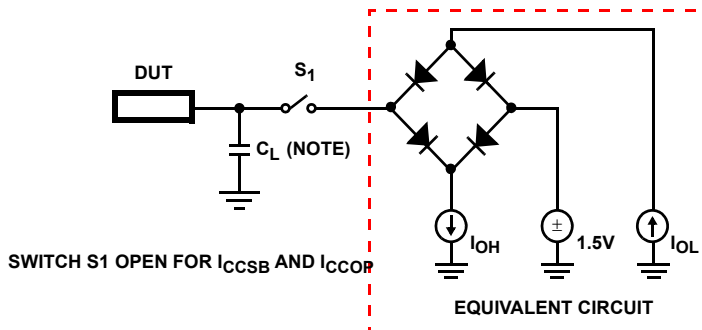 DUT
S1
CL (NOTE)
IOH
±
1.5V
IOL
SWITCH S1 OPEN FOR ICCSB AND ICCOP
EQUIVALENT CIRCUIT